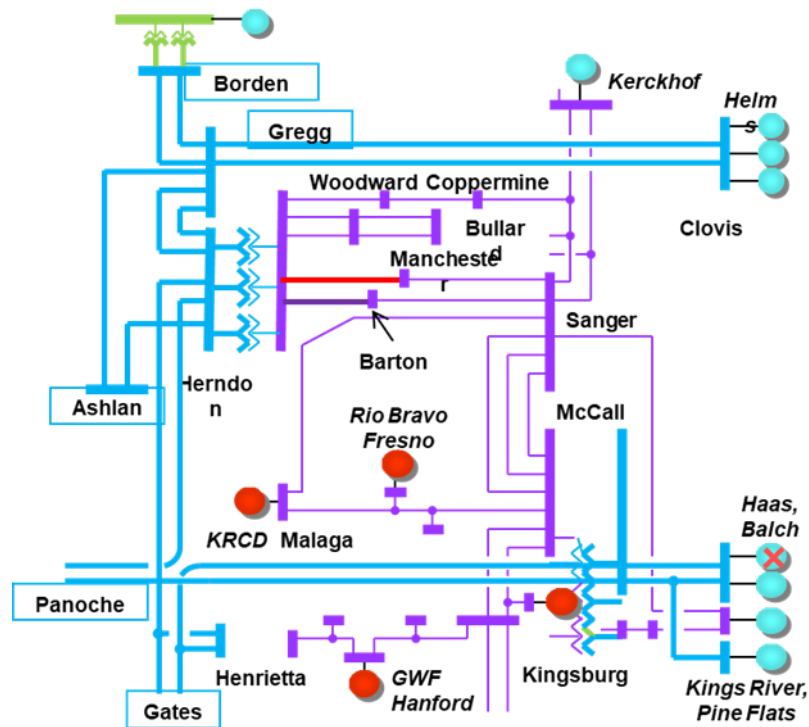 Borden
Kerckhof
Helm
s
Gregg
Woodward Coppermine
Bullar
d
Clovis
Mancheste
r
Sanger
Barton
Herndo
n
Ashlan
McCall
Rio Bravo
Fresno
KRCD Malaga
Haas,
Balch
Panoche
Henrietta
GWF
Hanford
Kingsburg
Kings River,
Pine Flats
Gates